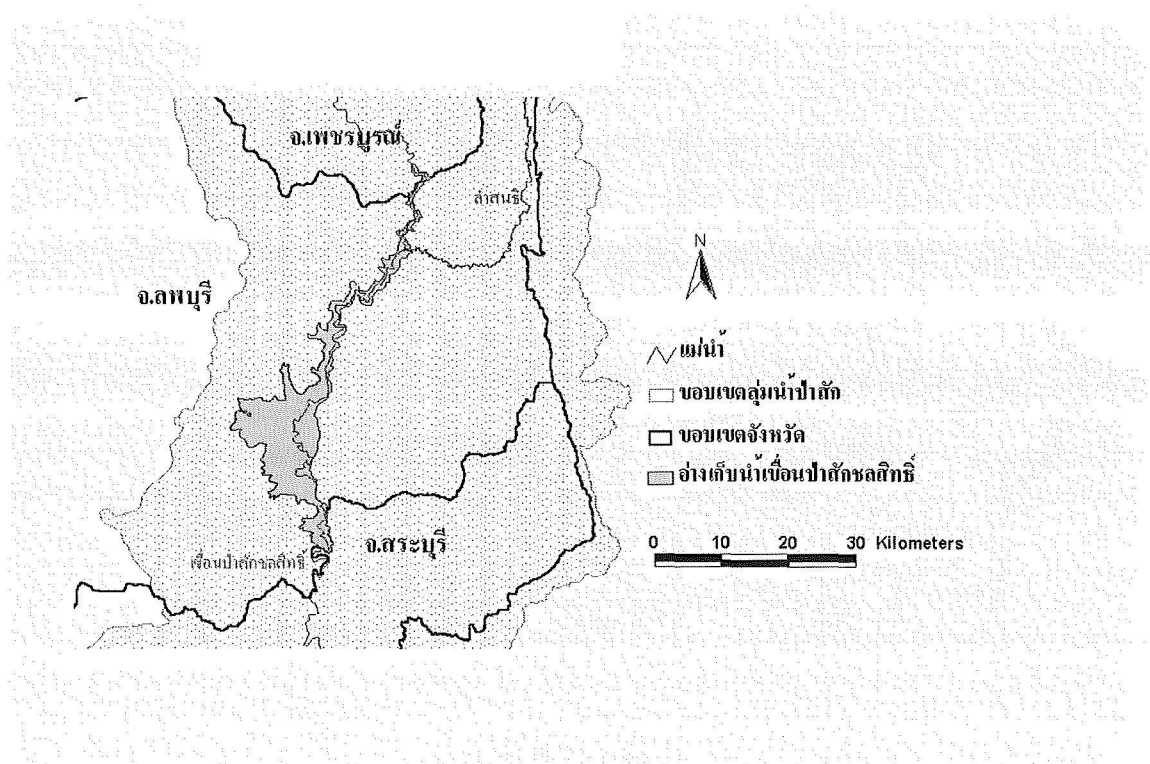 จ.เพชรบูรณ์
ลำสนธิ
จ.ลพบุรี
N
แม่น้ำ
ขอบเขตลุ่มน้ำป่าสัก
ขอบเขตจังหวัด
อ่างเก็บน้ำเขื่อนป่าสักชลสิทธิ์
จ.สระบุรี
เขื่อนป่าสักชลสิทธิ์
0 10 20 30 Kilometers